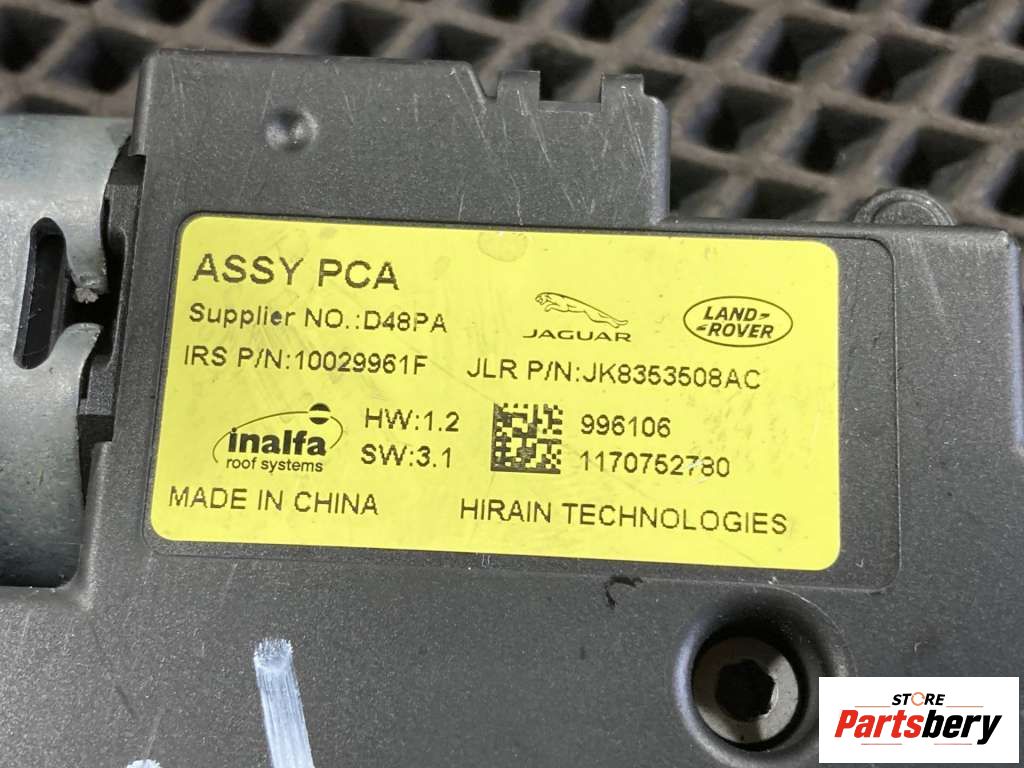 ASSY PCA
Supplier NO.:D48PA
JAGUAR
LAND-
-ROVER
IRS P/N:10029961F
JLR P/N:JK8353508AC
inalfa
roof systems
HW:1.2
SW:3.1
996106
1170752780
MADE IN CHINA
HIRAIN TECHNOLOGIES
STORE
Partsbery